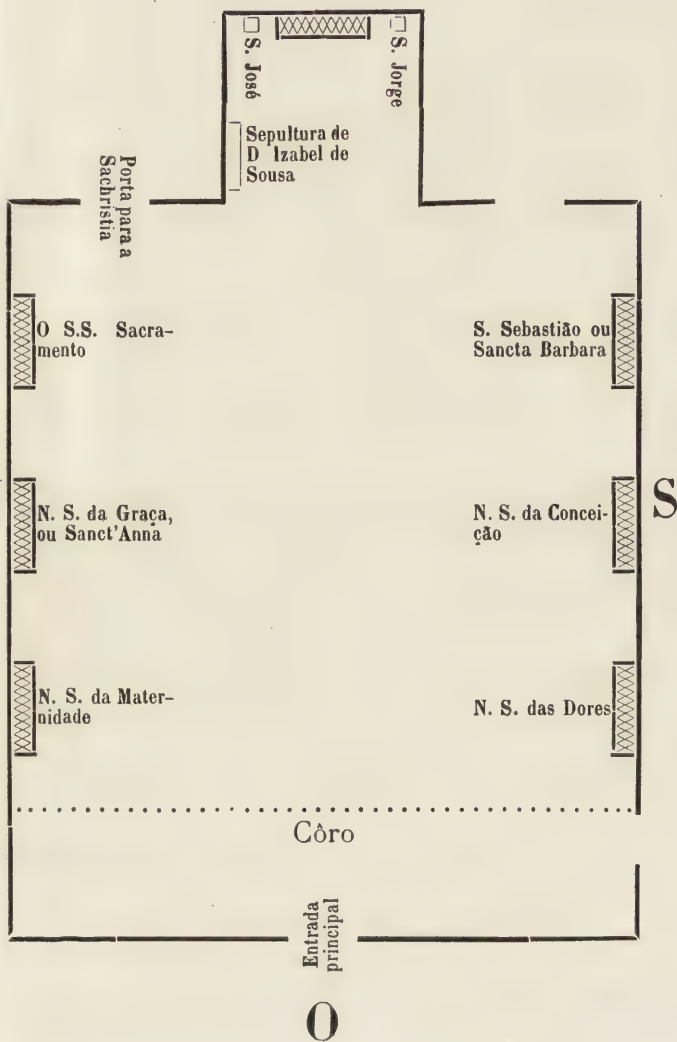 S. José
S. Jorge
Sepultura de
D Izabel de
Sousa
Porta para a
Sachristia
O S.S. Sacra-
mento
S. Sebastião ou
Sancta Barbara
N. S. da Graça,
ou Sanct'Anna
N. S. da Concei-
ção
S
N. S. da Mater-
nidade
N. S. das Dores
Côro
Entrada
principal
O